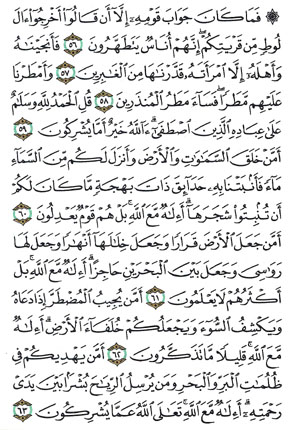 ۞ فَمَا كَانَ جَوَابَ قَوْمِهِۦٓ إِلَّآ أَن قَالُوٓا۟ أَخْرِجُوٓا۟ ءَالَ
لُوطٍ مِّن قَرْيَتِكُمْ ۖ إِنَّهُمْ أُنَاسٌ يَتَطَهَّرُونَ ٥٦ فَأَنجَيْنَٰهُ
وَأَهْلَهُۥٓ إِلَّا ٱمْرَأَتَهُۥ قَدَّرْنَٰهَا مِنَ ٱلْغَٰبِرِينَ ٥٧ وَأَمْطَرْنَا
عَلَيْهِم مَّطَرًا ۖ فَسَآءَ مَطَرُ ٱلْمُنذَرِينَ ٥٨ قُلِ ٱلْحَمْدُ لِلَّهِ وَسَلَٰمٌ
عَلَىٰ عِبَادِهِ ٱلَّذِينَ ٱصْطَفَىٰٓ ۗ ءَآللَّهُ خَيْرٌ أَمَّا يُشْرِكُونَ ٥٩
أَمَّنْ خَلَقَ ٱلسَّمَٰوَٰتِ وَٱلْأَرْضَ وَأَنزَلَ لَكُم مِّنَ ٱلسَّمَآءِ
مَآءً فَأَنۢبَتْنَا بِهِۦ حَدَآئِقَ ذَاتَ بَهْجَةٍ مَّا كَانَ لَكُمْ
أَن تُنۢبِتُوا۟ شَجَرَهَآ ۗ أَءِلَٰهٌ مَّعَ ٱللَّهِ ۚ بَلْ هُمْ قَوْمٌ يَعْدِلُونَ ٦٠
أَمَّن جَعَلَ ٱلْأَرْضَ قَرَارًا وَجَعَلَ خِلَٰلَهَآ أَنْهَٰرًا وَجَعَلَ لَهَا
رَوَٰسِىَ وَجَعَلَ بَيْنَ ٱلْبَحْرَيْنِ حَاجِزًا ۗ أَءِلَٰهٌ مَّعَ ٱللَّهِ ۚ بَلْ
أَكْثَرُهُمْ لَا يَعْلَمُونَ ٦١ أَمَّن يُجِيبُ ٱلْمُضْطَرَّ إِذَا دَعَاهُ
وَيَكْشِفُ ٱلسُّوٓءَ وَيَجْعَلُكُمْ خُلَفَآءَ ٱلْأَرْضِ ۗ أَءِلَٰهٌ
مَّعَ ٱللَّهِ ۚ قَلِيلًا مَّا تَذَكَّرُونَ ٦٢ أَمَّن يَهْدِيكُمْ فِى
ظُلُمَٰتِ ٱلْبَرِّ وَٱلْبَحْرِ وَمَن يُرْسِلُ ٱلرِّيَٰحَ بُشْرًۢا بَيْنَ يَدَىْ
رَحْمَتِهِۦٓ ۗ أَءِلَٰهٌ مَّعَ ٱللَّهِ ۚ تَعَٰلَى ٱللَّهُ عَمَّا يُشْرِكُونَ ٦٣